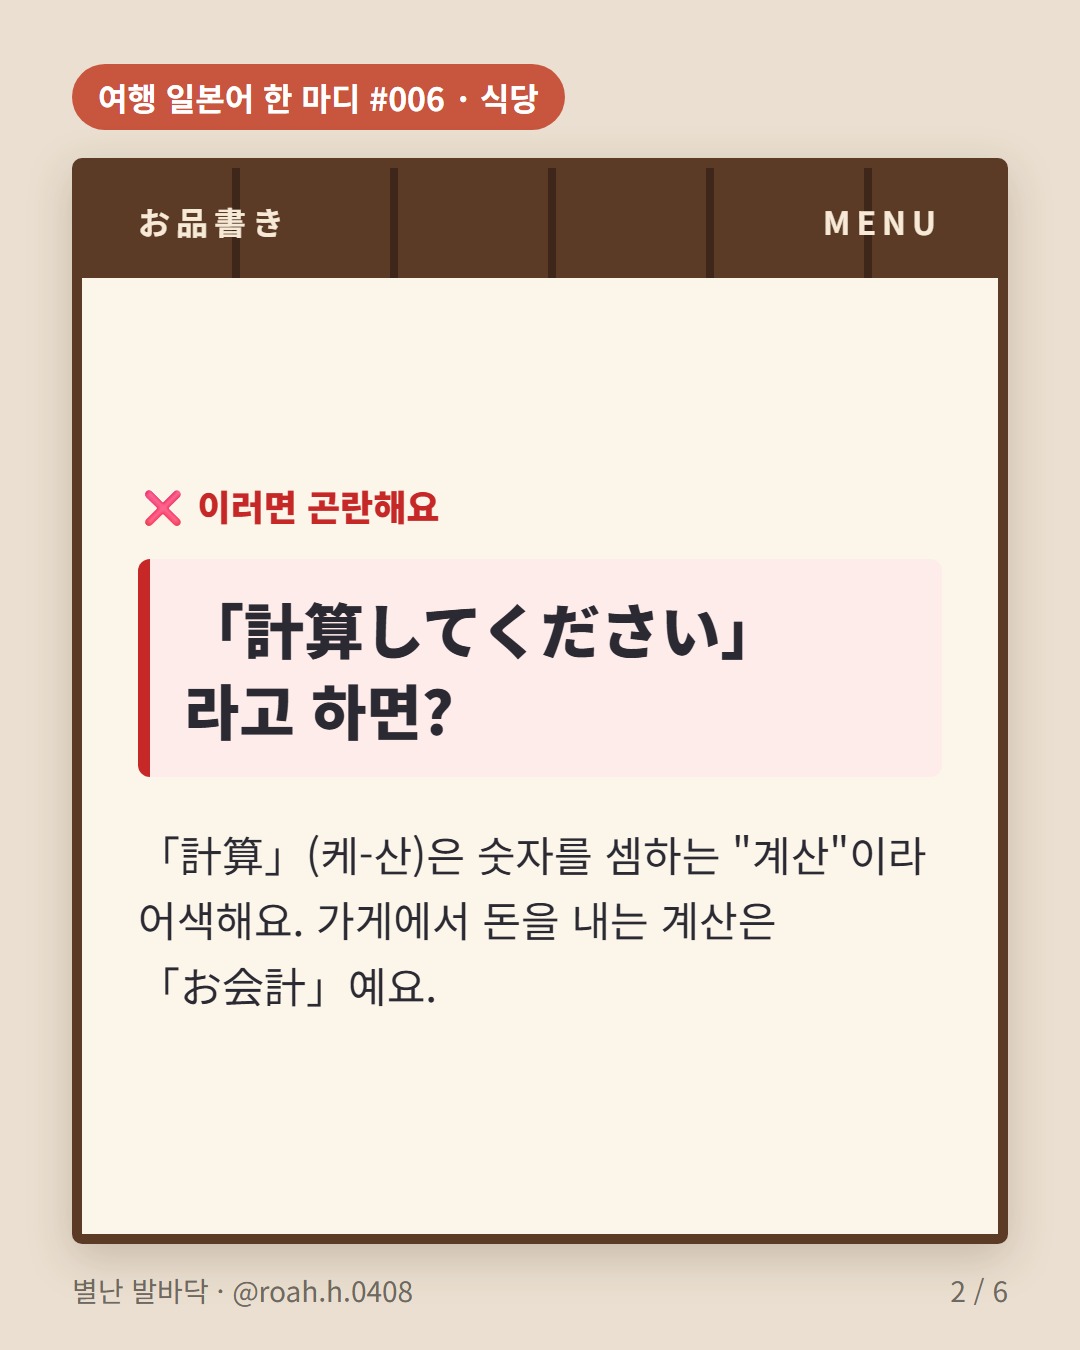 여행 일본어 한 마디 #006 · 식당
お品書き MENU
❌ 이러면 곤란해요
「計算してください」
라고 하면?
「計算」(케-산)은 숫자를 셈하는 "계산"이라
어색해요. 가게에서 돈을 내는 계산은
「お会計」예요.
별난 발바닥 · @roah.h.0408 2 / 6